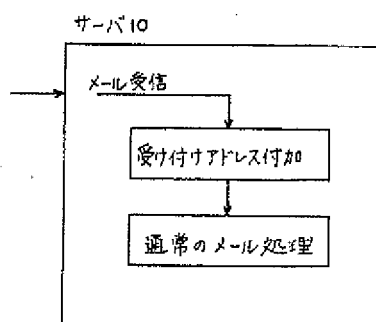 サーバ10
メール受信
受け付けアドレス付加
通常のメール処理